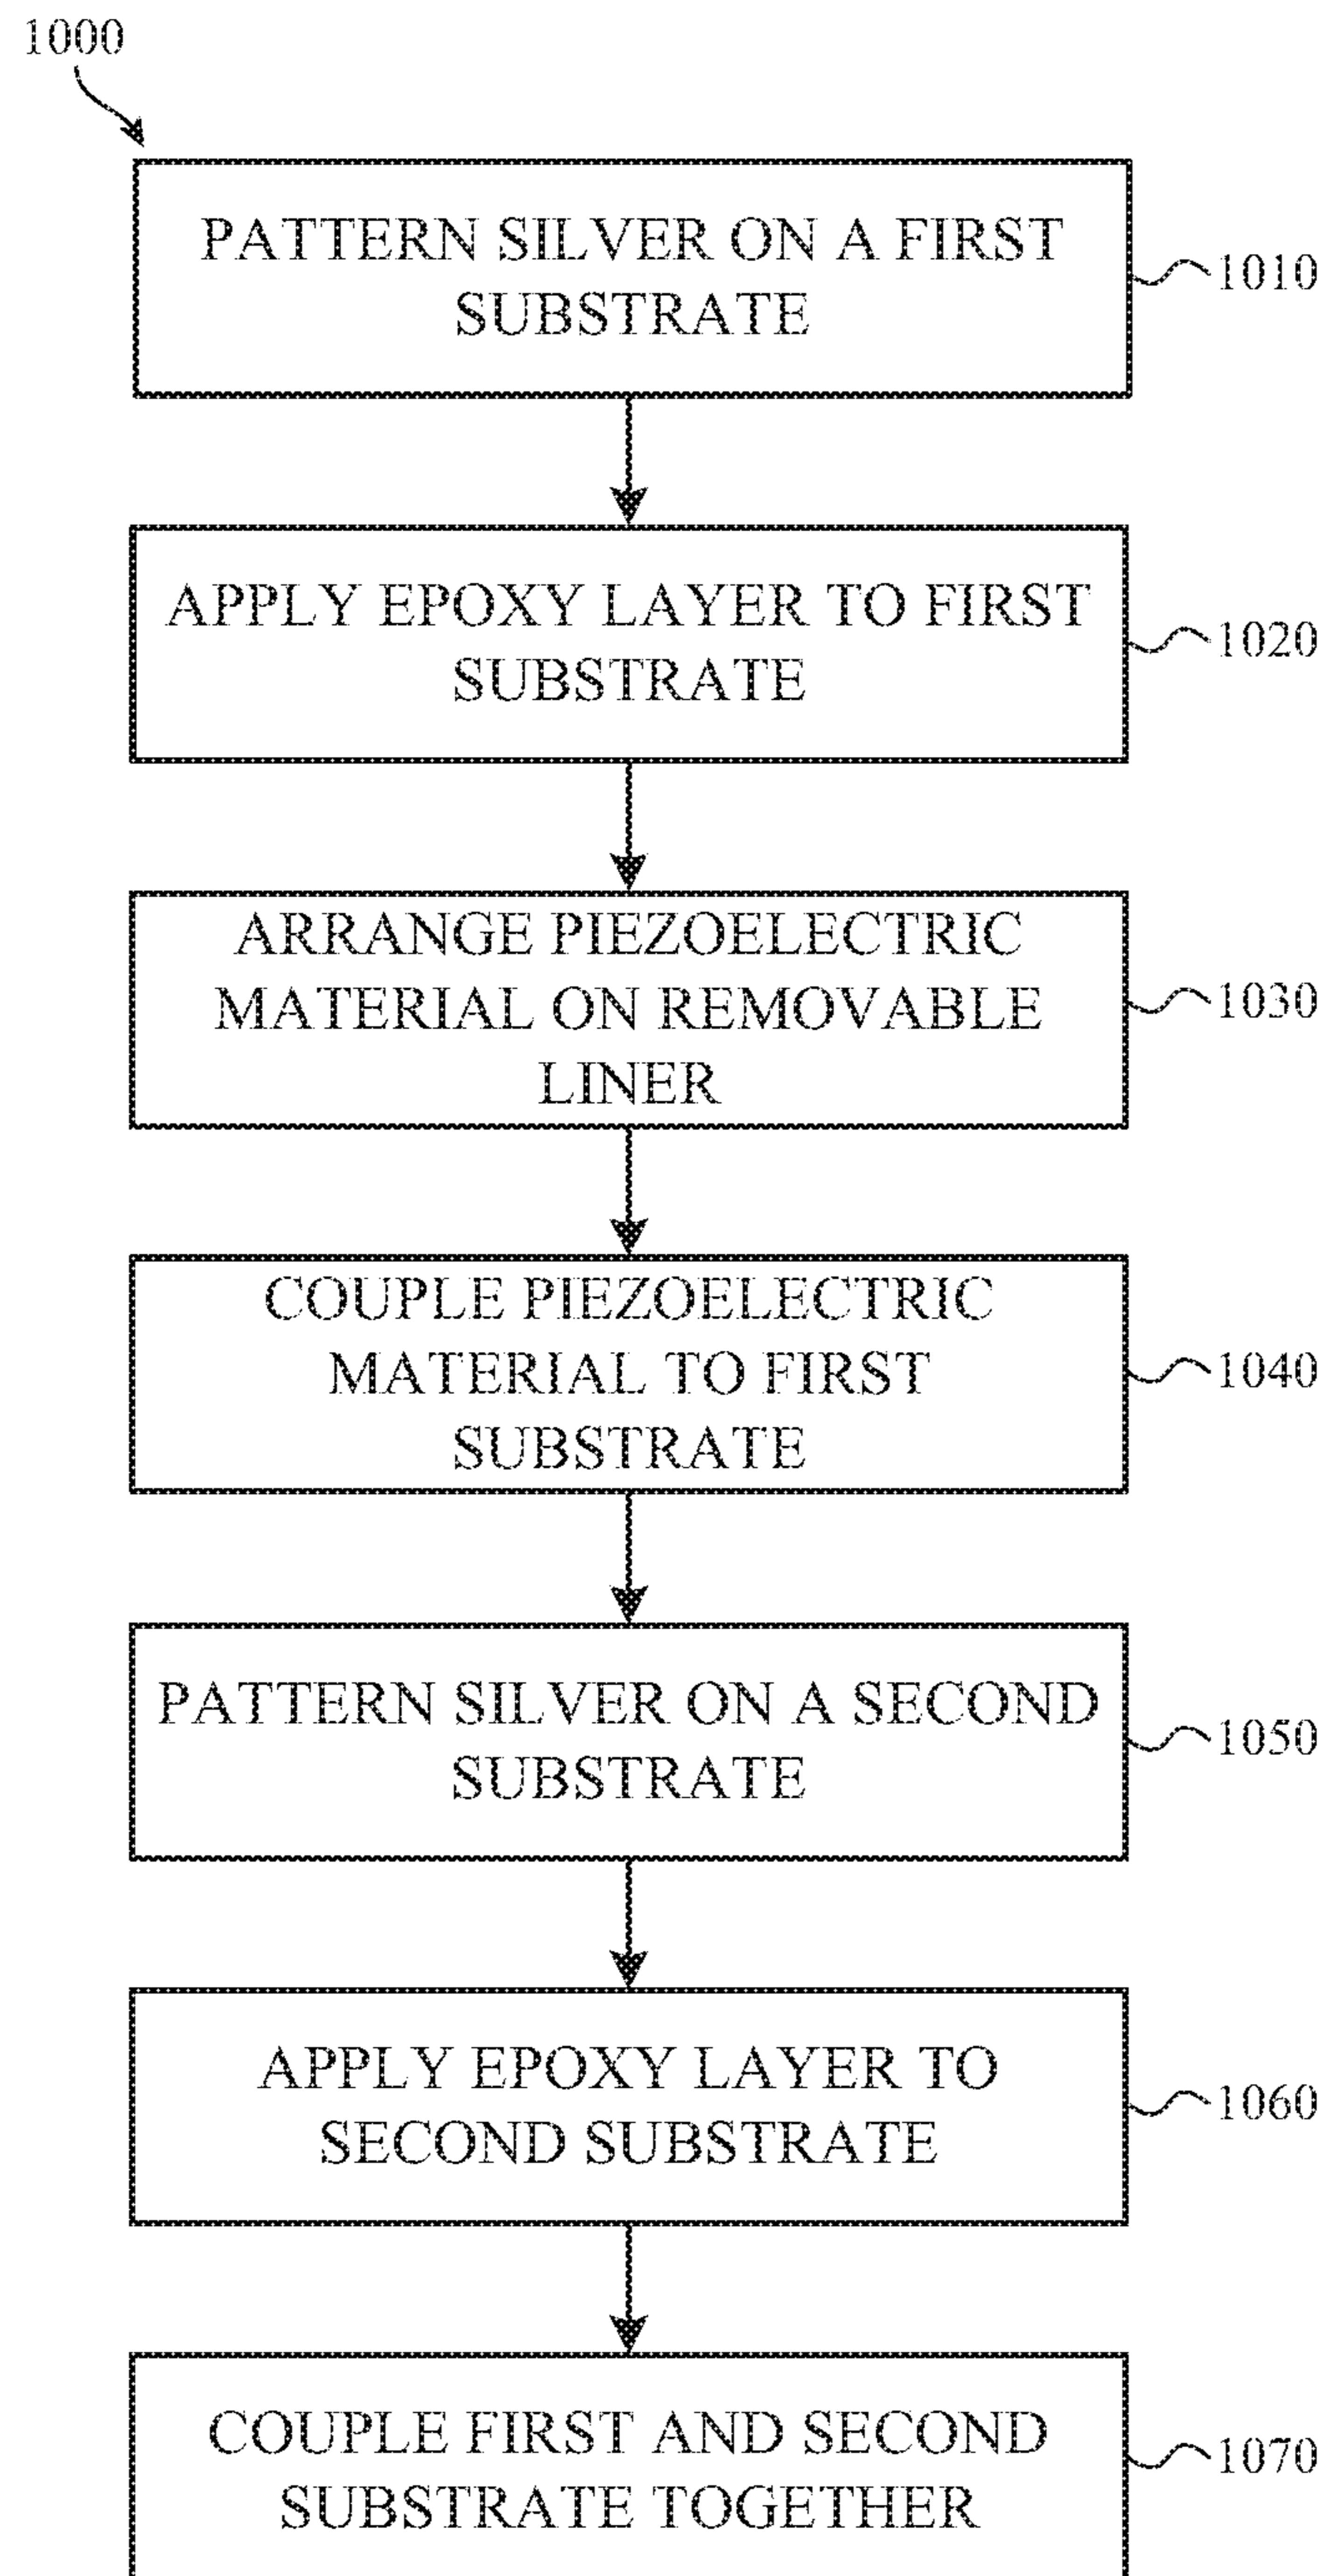 1000
PATTERN SILVER ON A FIRST
SUBSTRATE
1010
APPLY EPOXY LAYER TO FIRST
SUBSTRATE
1020
ARRANGE PIEZOELECTRIC
MATERIAL ON REMOVABLE
LINER
1030
COUPLE PIEZOELECTRIC
MATERIAL TO FIRST
SUBSTRATE
1040
PATTERN SILVER ON A SECOND
SUBSTRATE
1050
APPLY EPOXY LAYER TO
SECOND SUBSTRATE
1060
COUPLE FIRST AND SECOND
SUBSTRATE TOGETHER
1070